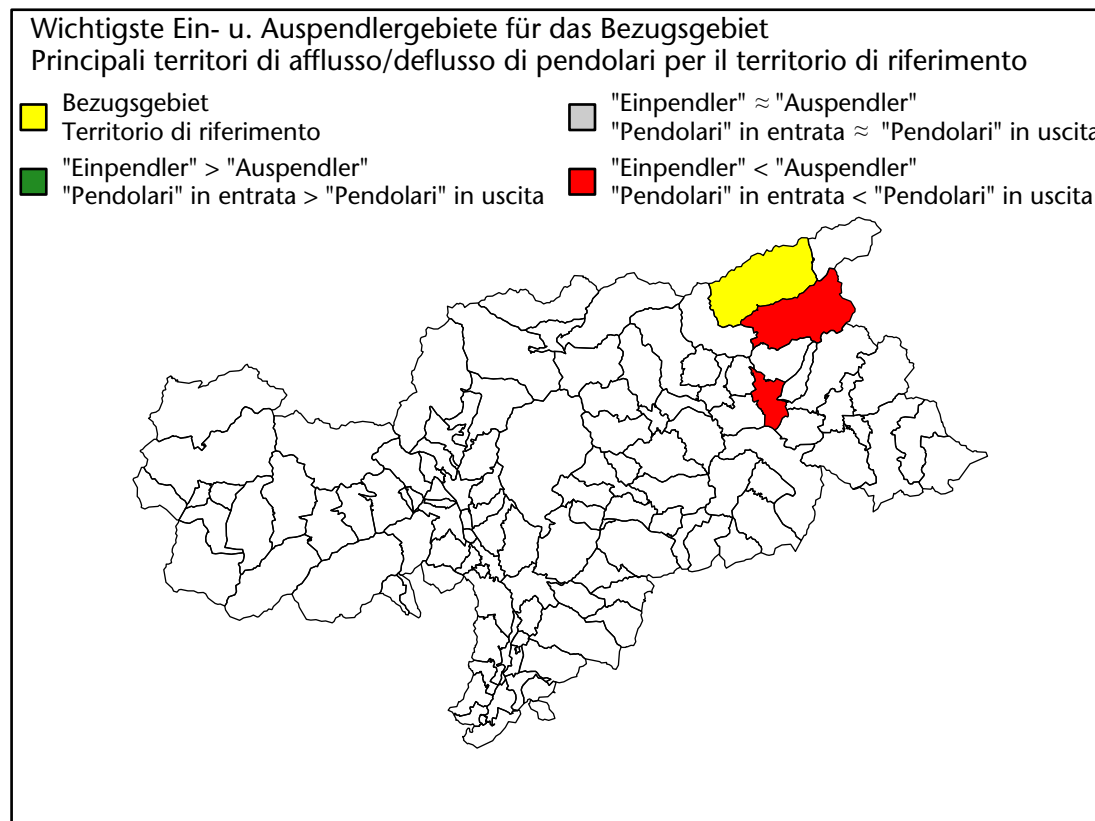 Wichtigste Ein- u. Auspendlergebiete für das Bezugsgebiet
Principali territori di afflusso/deflusso di pendolari per il territorio di riferimento
Bezugsgebiet
Territorio di riferimento
"Einpendler" > "Auspendler"
"Pendolari" in entrata > "Pendolari" in uscita
"Einpendler" ≈ "Auspendler"
"Pendolari" in entrata ≈ "Pendolari" in uscita
"Einpendler" < "Auspendler"
"Pendolari" in entrata < "Pendolari" in uscita